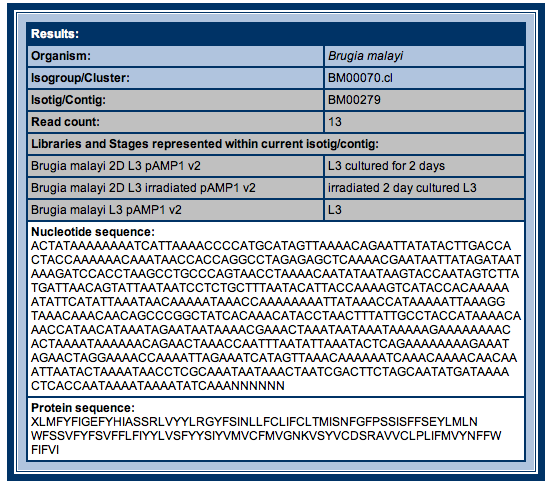 Results:
Organism: Brugia malayi
Isogroup/Cluster: BM00070.cl
Isotig/Contig: BM00279
Read count: 13
Libraries and Stages represented within current isotig/contig:
Brugia malayi 2D L3 pAMP1 v2 L3 cultured for 2 days
Brugia malayi 2D L3 irradiated pAMP1 v2 irradiated 2 day cultured L3
Brugia malayi L3 pAMP1 v2 L3
Nucleotide sequence:
ACTATAAAAAAAATCATTAAAACCCCATGCATAGTTAAAACAGAATTATATACTTGACCA
CTACCAAAAAACAAATAACCACCAGGCCTAGAGAGCTCAAAACGAATAATTATAGATAAT
AAAGATCCACCTAAGCCTGCCCAGTAACCTAAAACAATATAATAAGTACCAATAGTCTTA
TGATTAACAGTATTAATAATCCTCTGCTTTAATACATTACCAAAAGTCATACCACAAAAA
ATATTCATATTAAATAACAAAAATAAACCAAAAAAAATTATAAACCATAAAAATTAAAGG
TAAACAAACAACAGCCCGGCTATCACAAACATACCTAACTTTATTGCCTACCATAAAACA
AACCATAACATAAATAGAATAATAAAACGAAACTAAATAATAAATAAAAAGAAAAAAAAC
ACTAAAATAAAAAACAGAACTAAACCAATTTAATATTAAATACTCAGAAAAAAAAGAAAT
AGAACTAGGAAAACCAAAATTAGAAATCATAGTTAAACAAAAAATCAAACAAAACAACAA
ATTAATACTAAAATAACCTCGCAAATAATAAACTAATCGACTTCTAGCAATATGATAAAA
CTCACCAATAAAATAAAATATCAAANNNNNN
Protein sequence:
XLMFYFIGEFYHIASSRLVYYLRGYFSINLLFCLIFCLTMISNFGFPSSISFFSEYLMLN
WFSSVFYFSVFFLFIYYLVSFYYSIYVMVCFMVGNKVSYVCDSRAVVCLPLIFMVYNFFW
FIFVI